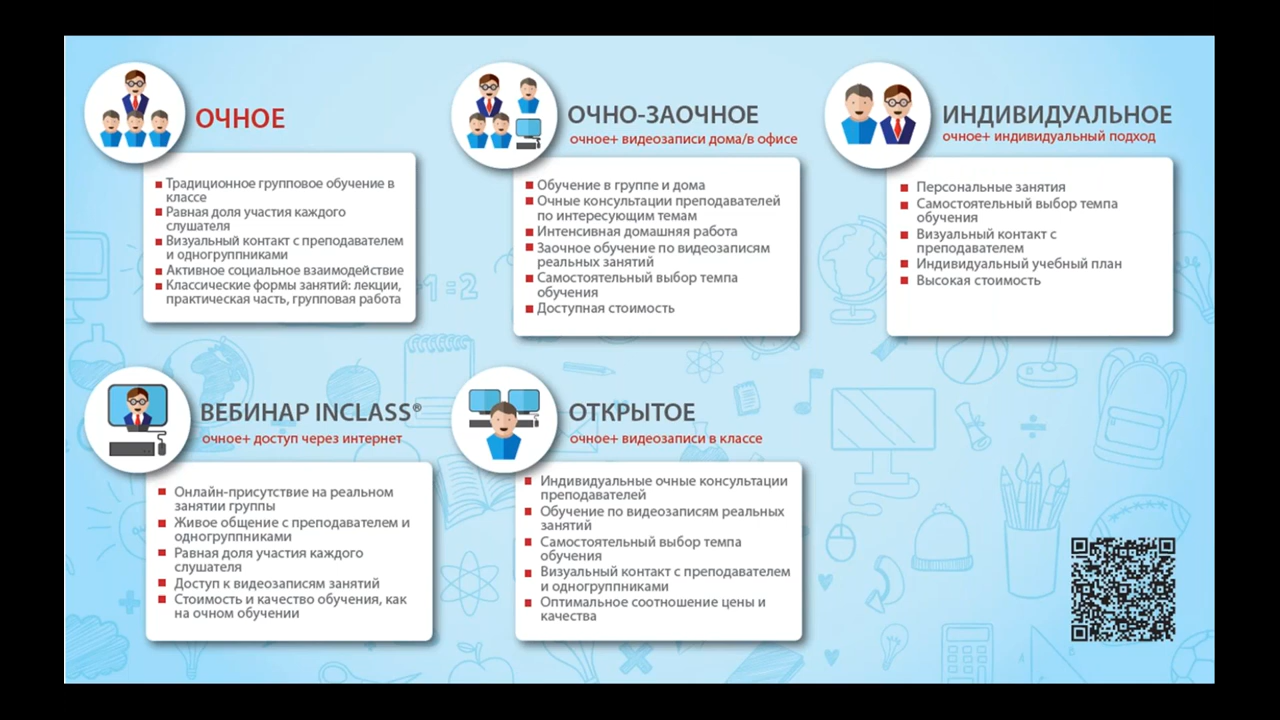 ОЧНОЕ
Традиционное групповое обучение в
классе
Равная доля участия каждого
слушателя
Визуальный контакт с преподавателем
и одногруппниками
Активное социальное взаимодействие
Классические формы занятий: лекции,
практическая часть, групповая работа
ОЧНО-ЗАОЧНОЕ
очное+ видеозаписи дома/в офисе
Обучение в группе и дома
Очные консультации преподавателей
по интересующим темам
Интенсивная домашняя работа
Заочное обучение по видеозаписям
реальных занятий
Самостоятельный выбор темпа
обучения
Доступная стоимость
ИНДИВИДУАЛЬНОЕ
очное+ индивидуальный подход
Персональные занятия
Самостоятельный выбор темпа
обучения
Визуальный контакт с
преподавателем
Индивидуальный учебный план
Высокая стоимость
ВЕБИНАР INCLASS®
очное+ доступ через интернет
Онлайн-присутствие на реальном
занятии группы
Живое общение с преподавателем и
одногруппниками
Равная доля участия каждого
слушателя
Доступ к видеозаписям занятий
Стоимость и качество обучения, как
на очном обучении
ОТКРЫТОЕ
очное+ видеозаписи в классе
Индивидуальные очные консультации
преподавателей
Обучение по видеозаписям реальных
занятий
Самостоятельный выбор темпа
обучения
Визуальный контакт с преподавателем
и одногруппниками
Оптимальное соотношение цены и
качества